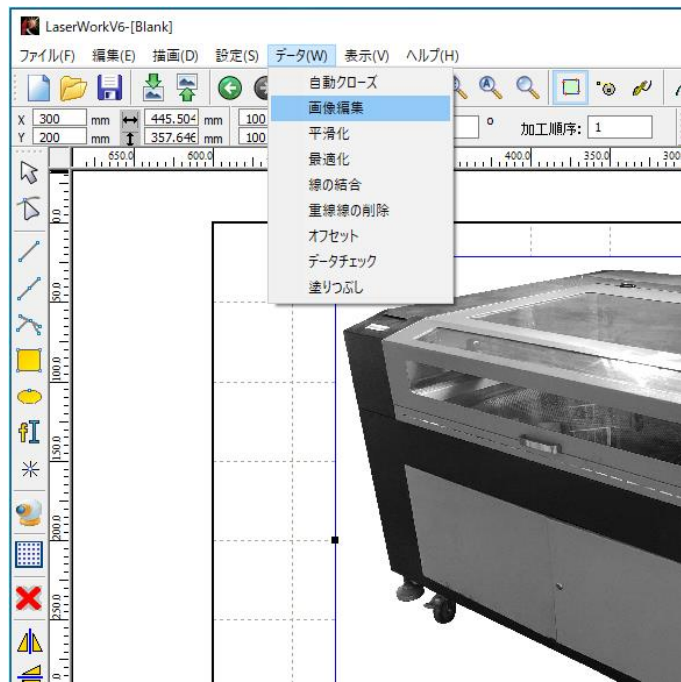 LaserWorkV6-[Blank]
ファイル(F) 編集(E) 描画(D) 設定(S) データ(W) 表示(V) ヘルプ(H)
自動クローズ
画像編集
平滑化
最適化
線の結合
重線線の削除
オフセット
データチェック
塗りつぶし
X 300 mm 445.504 mm 100
Y 200 mm 357.646 mm 100
° 加工順序: 1
650.0 600.0 400.0 350.0 300
0.0
50.0
100.0
150.0
200.0
250.0